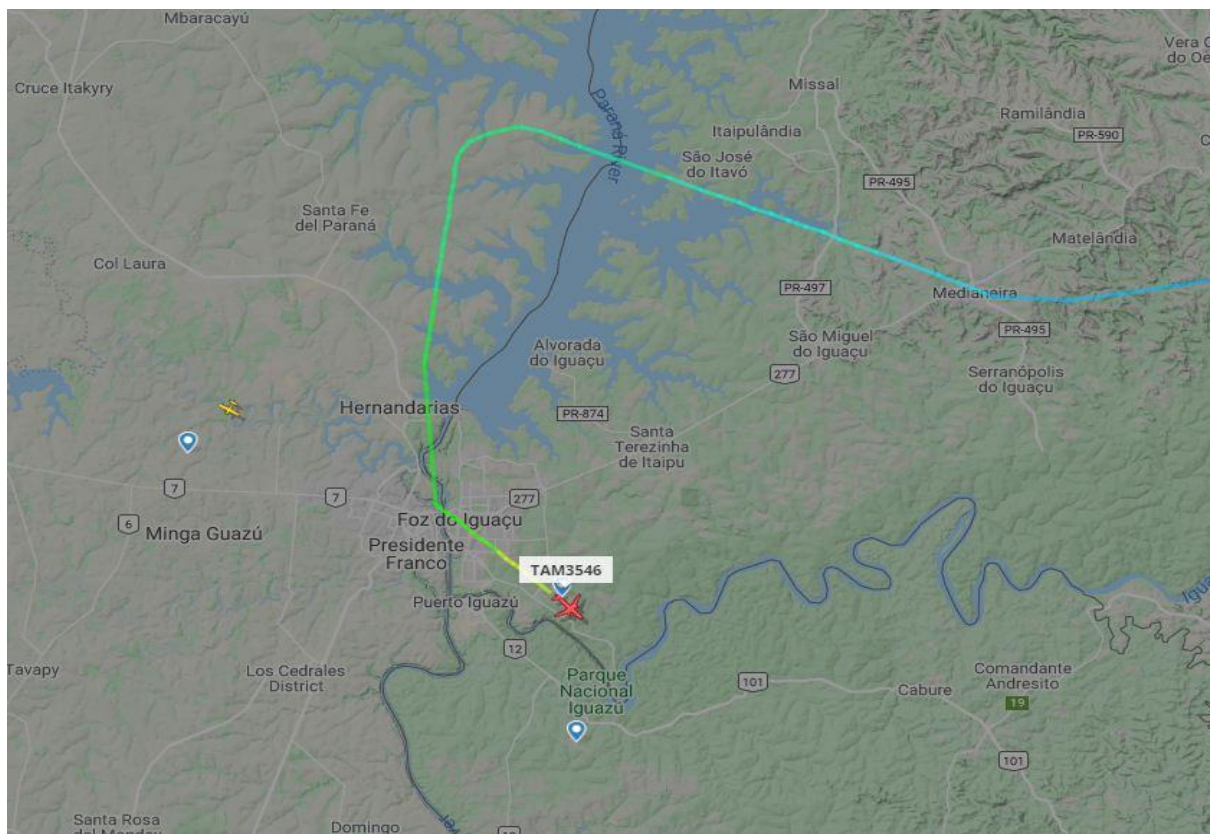 Mbaracayú
Vera C
do Oé
Cruce Itakyry
Missal
Ramilândia
Paraná River
Itaipulândia
PR-590
São José
do Itavó
PR-495
Santa Fe
del Paraná
Matelândia
Col Laura
PR-497
Medianeira
PR-495
Alvorada
do Iguaçu
São Miguel
do Iguaçu
277
Serranópolis
do Iguaçu
Hernandarias
PR-874
Santa
Terezinha
de Itaipu
7
7
277
6
Minga Guazú
Foz do Iguaçu
Presidente
Franco
TAM3546
Puerto Iguazú
12
Tavapy
Los Cedrales
District
Parque
Nacional
Iguazú
101
Cabure
Comandante
Andresito
19
101
Santa Rosa
Domingo